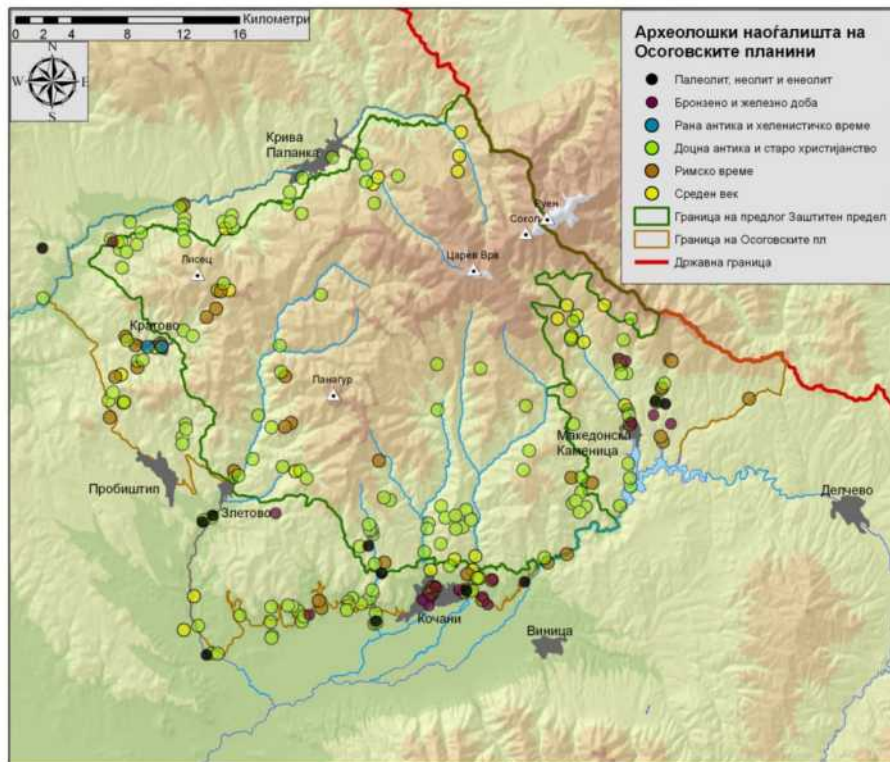 Километри
0 2 4 8 12 16
N
W E
S
Археолошки наоѓалишта на
Осоговските планини
Палеолит, неолит и енеолит
Бронзено и железно доба
Рана антика и хеленистичко време
Доцна антика и старо христијанство
Римско време
Среден век
Граница на предлог Заштитен предел
Граница на Осоговските пл
Државна граница
Крива
Паланка
Руен
Сокол
Царев Врв
Лисец
Кратово
Панагур
Македонска
Каменица
Пробиштип
Злетово
Делчево
Кочани
Виница